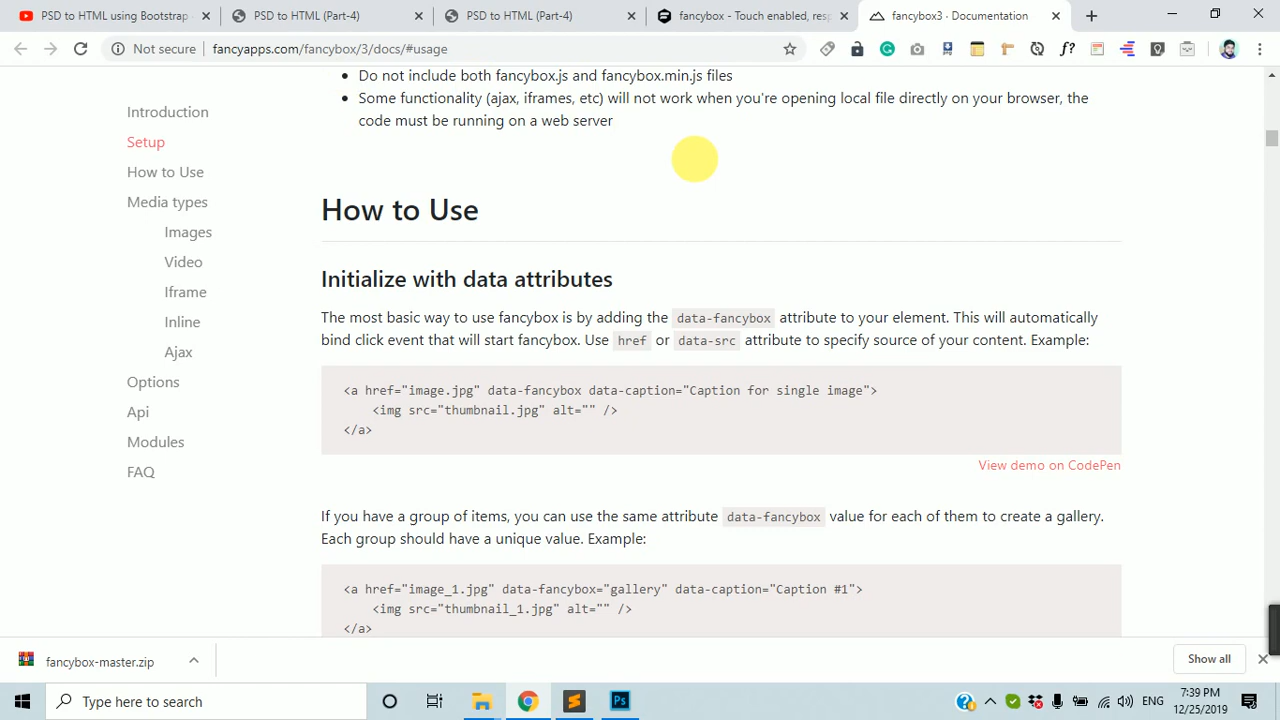 PSD to HTML using Bootstrap
PSD to HTML (Part-4)
PSD to HTML (Part-4)
fancybox - Touch enabled, resp
fancybox3 - Documentation
Not secure
fancyapps.com/fancybox/3/docs/#usage
f?
Introduction
Setup
How to Use
Media types
Images
Video
Iframe
Inline
Ajax
Options
Api
Modules
FAQ
Do not include both fancybox.js and fancybox.min.js files
Some functionality (ajax, iframes, etc) will not work when you're opening local file directly on your browser, the
code must be running on a web server
How to Use
Initialize with data attributes
The most basic way to use fancybox is by adding the data-fancybox attribute to your element. This will automatically
bind click event that will start fancybox. Use href or data-src attribute to specify source of your content. Example:
<a href="image.jpg" data-fancybox data-caption="Caption for single image">
<img src="thumbnail.jpg" alt="" />
</a>
View demo on CodePen
If you have a group of items, you can use the same attribute data-fancybox value for each of them to create a gallery.
Each group should have a unique value. Example:
<a href="image_1.jpg" data-fancybox="gallery" data-caption="Caption #1">
<img src="thumbnail_1.jpg" alt="" />
</a>
fancybox-master.zip
Show all
Type here to search
Ps
ENG
7:39 PM
12/25/2019